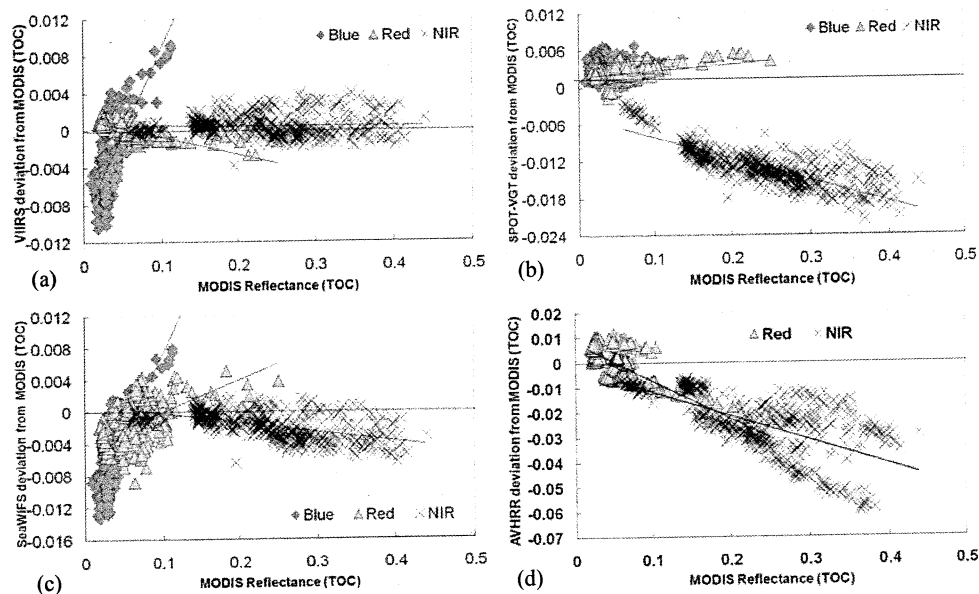 0.012
0.008
0.004
0
-0.004
-0.008
-0.012
VIIRS deviation from MODIS (TOC)
Blue Red NIR
0 0.1 0.2 0.3 0.4 0.5
MODIS Reflectance (TOC)
(a)
0.012
0.006
0
-0.006
-0.012
-0.018
-0.024
SPOT-VGT deviation from MODIS (TOC)
Blue Red NIR
0 0.1 0.2 0.3 0.4 0.5
MODIS Reflectance (TOC)
(b)
0.012
0.008
0.004
0
-0.004
-0.008
-0.012
-0.016
SeaWIFS deviation from MODIS (TOC)
Blue Red NIR
0 0.1 0.2 0.3 0.4 0.5
MODIS Reflectance (TOC)
(c)
0.02
0.01
0
-0.01
-0.02
-0.03
-0.04
-0.05
-0.06
-0.07
AVHRR deviation from MODIS (TOC)
Red NIR
0 0.1 0.2 0.3 0.4 0.5
MODIS Reflectance (TOC)
(d)